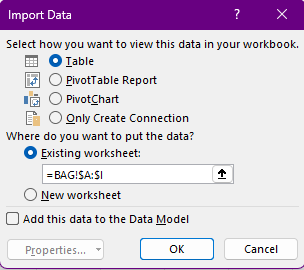 Import Data
?
Select how you want to view this data in your workbook.
Table
PivotTable Report
PivotChart
Only Create Connection
Where do you want to put the data?
Existing worksheet:
=BAG!$A:$I
New worksheet
Add this data to the Data Model
Properties...
OK
Cancel